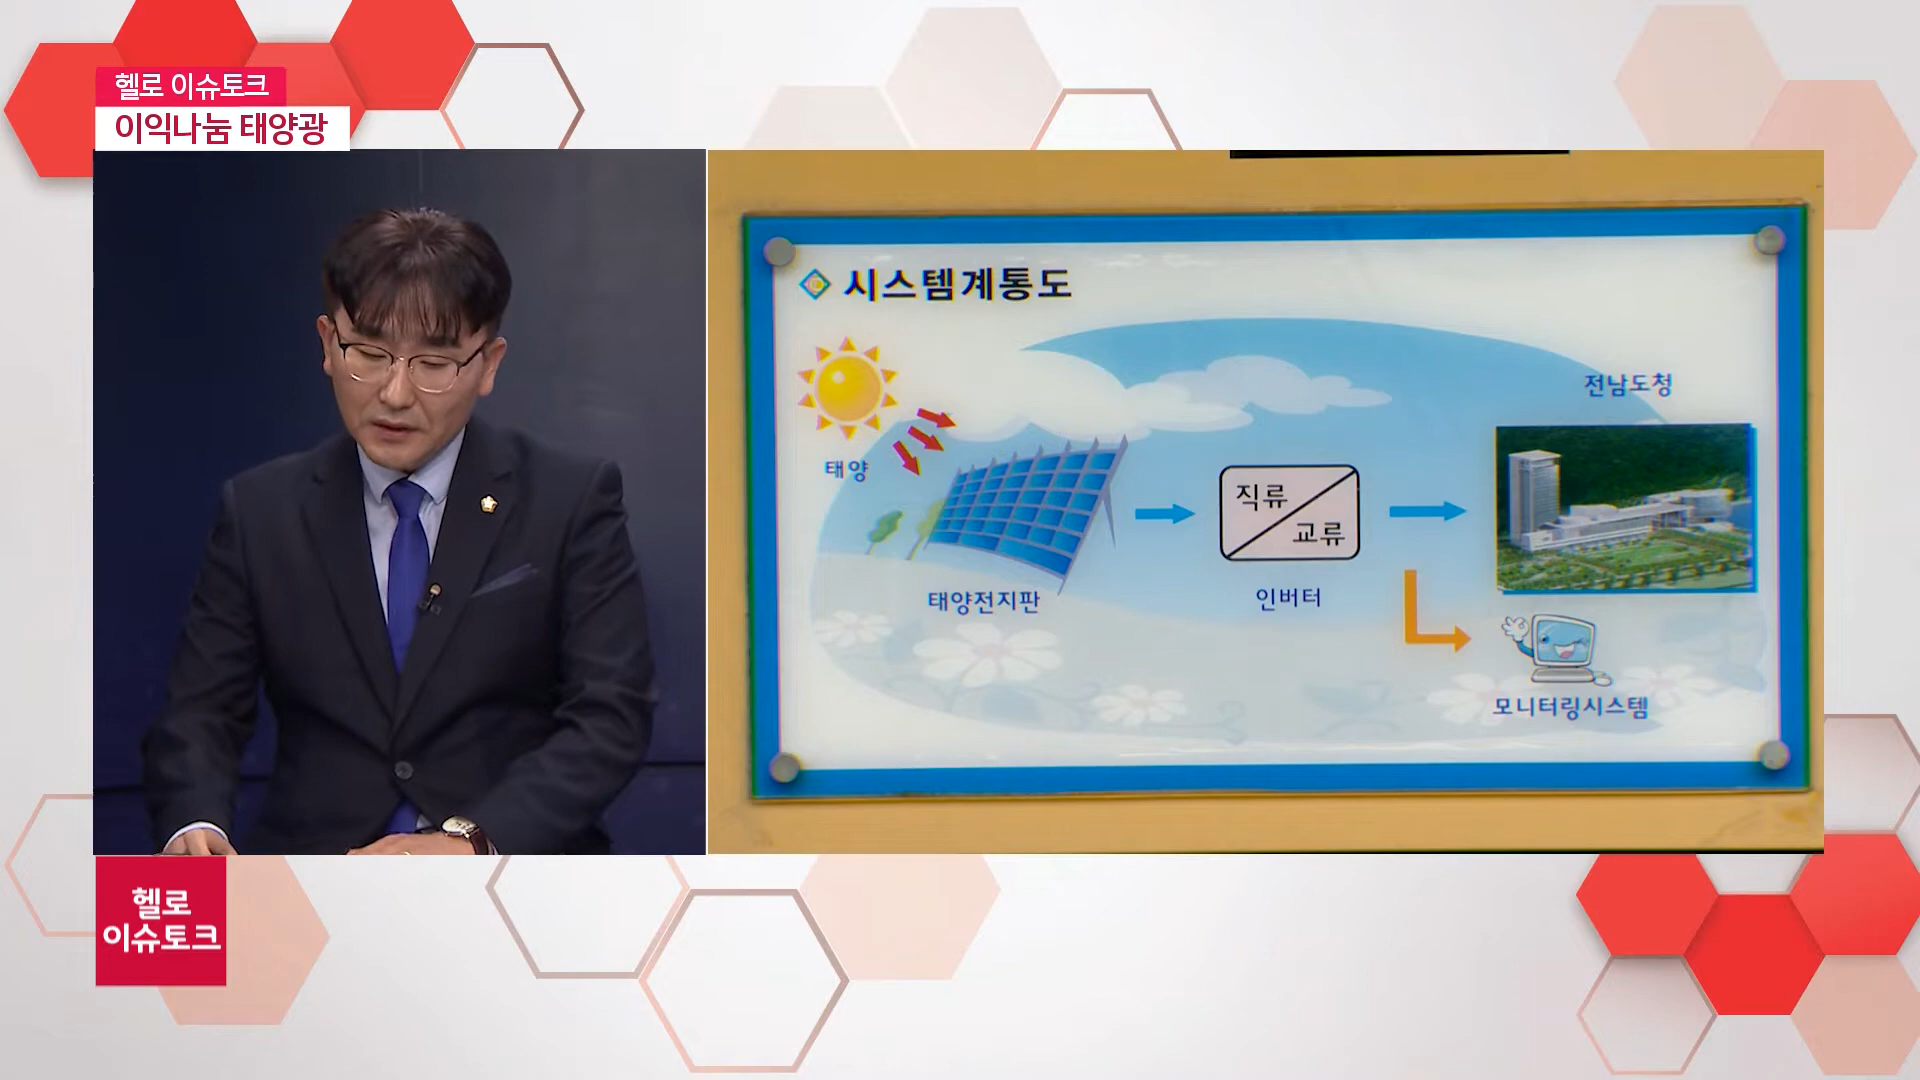 헬로 이슈토크
이익나눔 태양광
시스템계통도
전남도청
태양
직류
교류
태양전지판
인버터
모니터링시스템
헬로
이슈토크